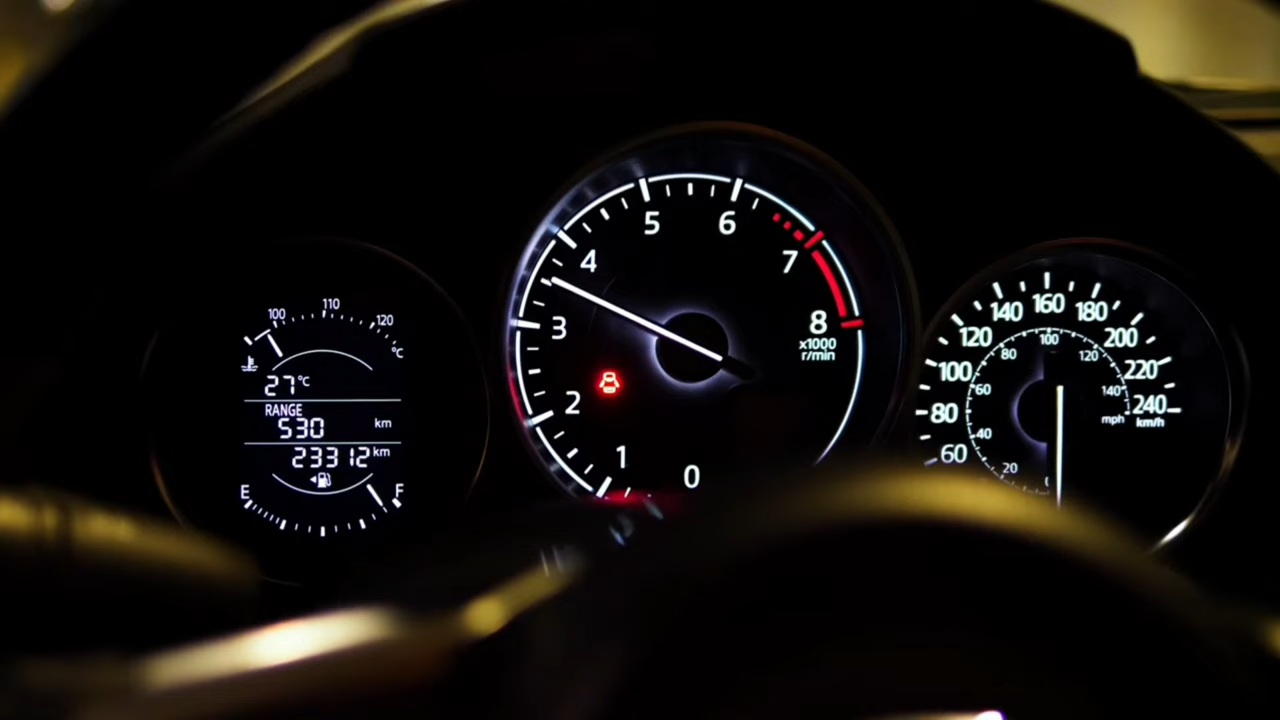 100 110 120
°C
27°C
RANGE
530 km
23312 km
E F
0 1 2 3 4 5 6 7 8
x1000
r/min
60 80 100 120 140 160 180 200 220 240
km/h
0 20 40 60 80 100 120 140
mph